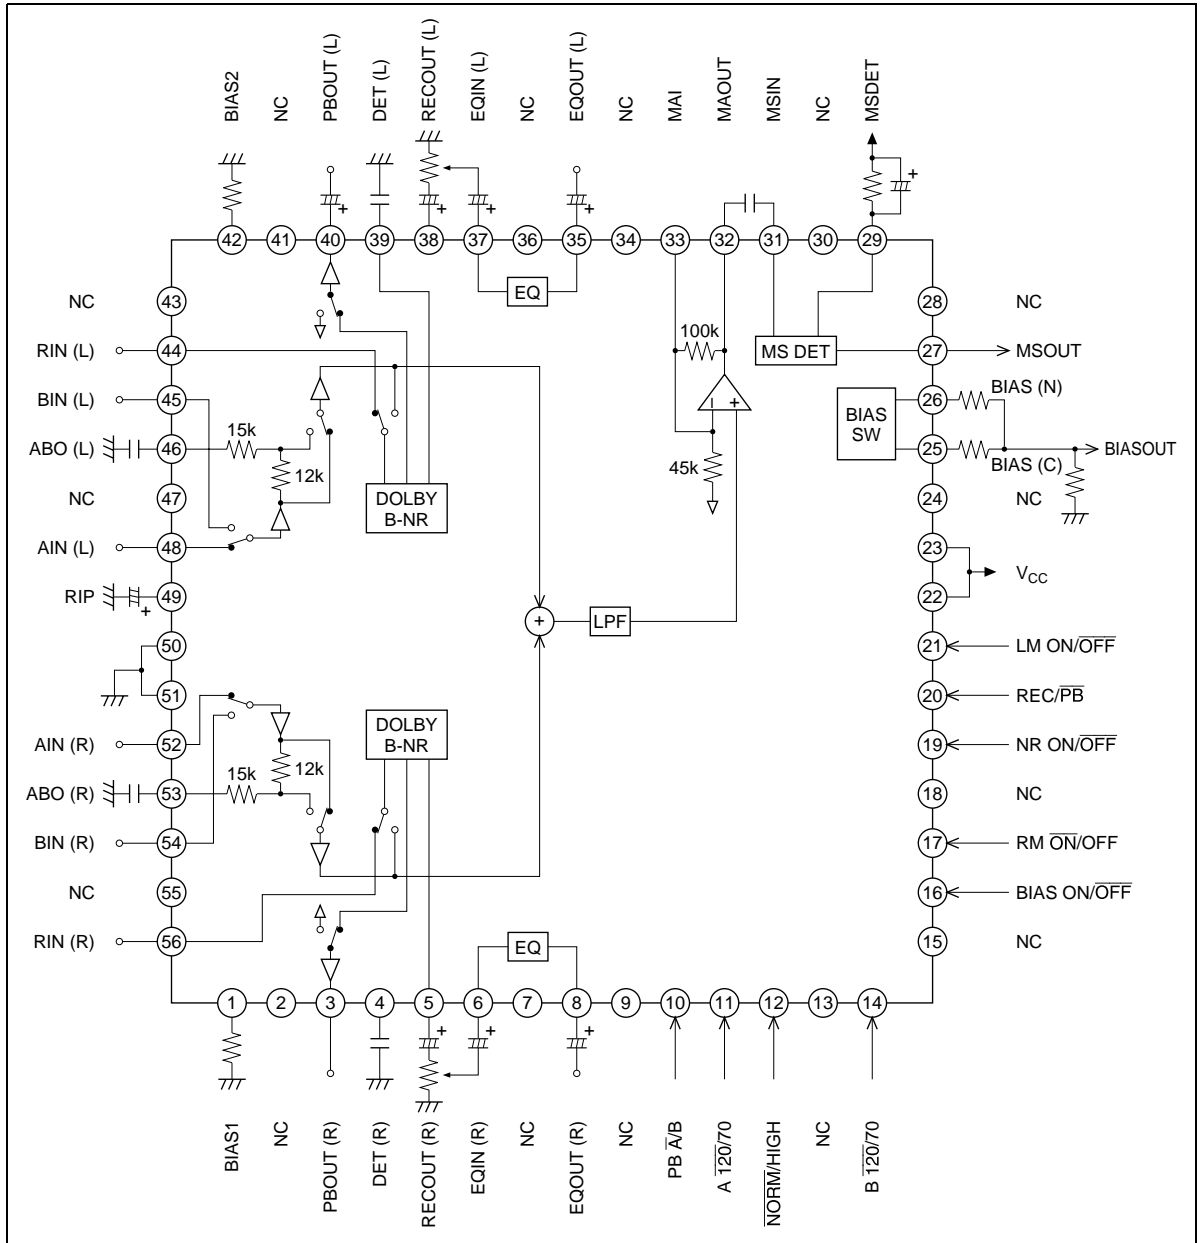 BIAS2
NC
PBOUT (L)
DET (L)
RECOUT (L)
EQIN (L)
NC
EQOUT (L)
NC
MAI
MAOUT
MSIN
NC
MSDET
+
+
+
+
+
42
41
40
39
38
37
36
35
34
33
32
31
30
29
NC
43
EQ
28
NC
RIN (L)
44
100k
MS DET
27
MSOUT
BIN (L)
45
BIAS SW
26
BIAS (N)
ABO (L)
46
15k
12k
– +
25
BIAS (C)
BIASOUT
45k
NC
47
DOLBY
B-NR
24
NC
AIN (L)
48
23
VCC
RIP
+
49
22
+
LPF
50
21
LM ON/OFF
51
20
REC/PB
DOLBY
B-NR
AIN (R)
52
19
NR ON/OFF
12k
ABO (R)
53
15k
18
NC
BIN (R)
54
17
RM ON/OFF
NC
55
16
BIAS ON/OFF
RIN (R)
56
EQ
15
NC
1
2
3
4
5
6
7
8
9
10
11
12
13
14
+
+
+
BIAS1
NC
PBOUT (R)
DET (R)
RECOUT (R)
EQIN (R)
NC
EQOUT (R)
NC
PB A/B
A 120/70
NORM/HIGH
NC
B 120/70